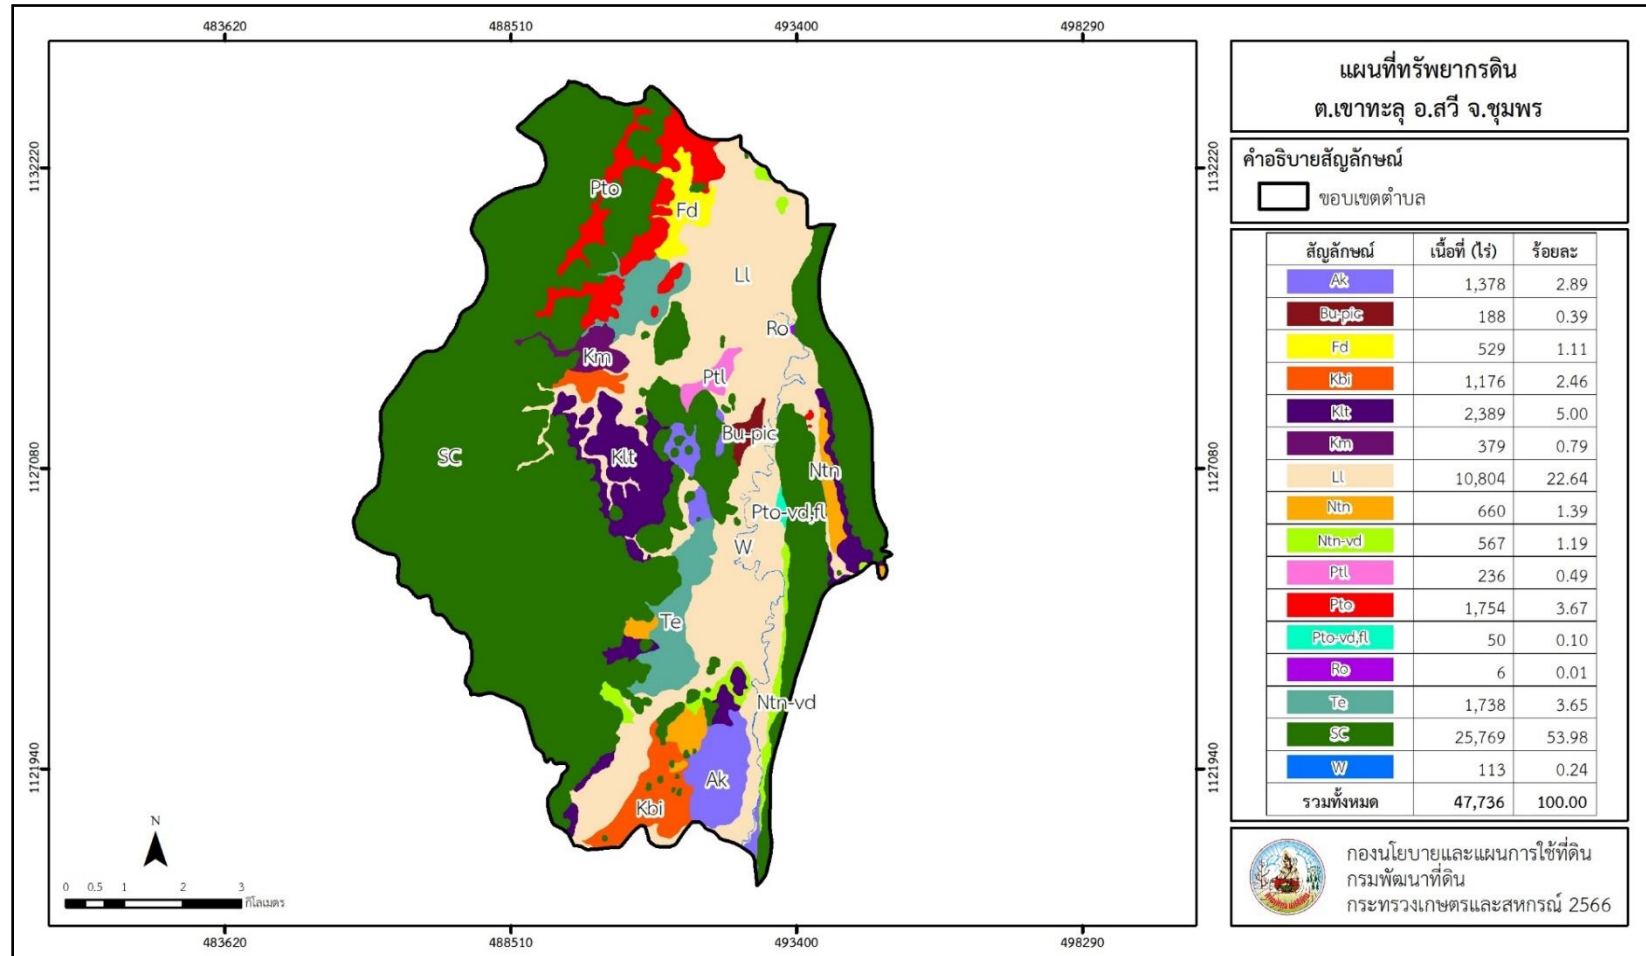 483620 488510 493400 498290
แผนที่ทรัพยากรดิน
ต.เขาทะลุ อ.สวี จ.ชุมพร
คำอธิบายสัญลักษณ์
ขอบเขตตำบล
สัญลักษณ์ เนื้อที่ (ไร่) ร้อยละ
Ak 1,378 2.89
Bu-pic 188 0.39
Fd 529 1.11
Kbi 1,176 2.46
Klt 2,389 5.00
Km 379 0.79
Ll 10,804 22.64
Ntn 660 1.39
Ntn-vd 567 1.19
Ptl 236 0.49
Pto 1,754 3.67
Pto-vd,fl 50 0.10
Ro 6 0.01
Te 1,738 3.65
SC 25,769 53.98
W 113 0.24
รวมทั้งหมด 47,736 100.00
กองนโยบายและแผนการใช้ที่ดิน
กรมพัฒนาที่ดิน
กระทรวงเกษตรและสหกรณ์ 2566
1132220 1132220
Pto
Fd
Ll
Ro
Km
Ptl
Bu-pic
SC
Klt
Ntn
1127080 1127080
Pto-vd,fl
W
Te
Ntn-vd
1121940 1121940
Ak
Kbi
N
0 0.5 1 2 3
กิโลเมตร
483620 488510 493400 498290